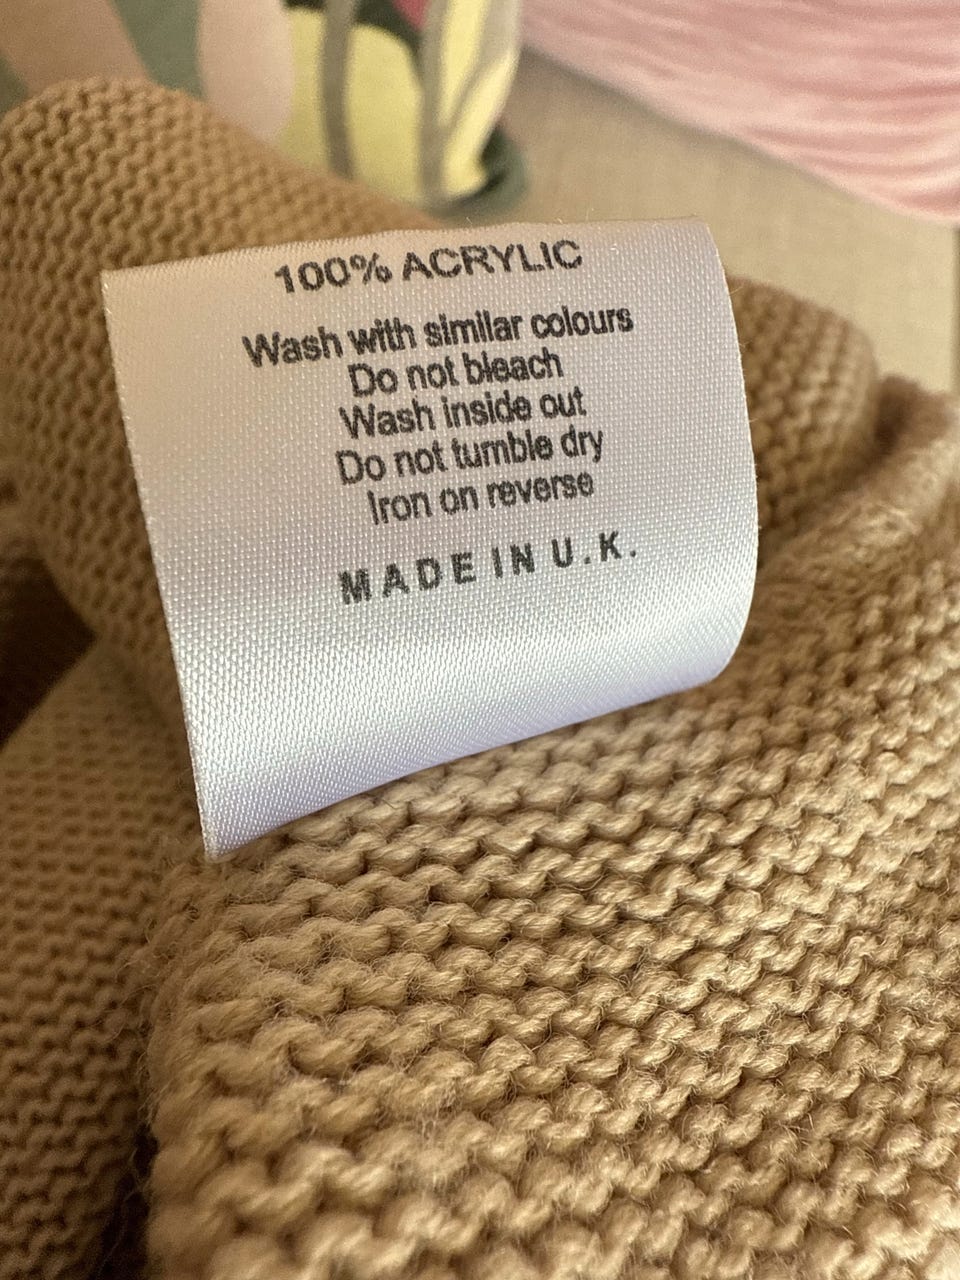 100% ACRYLIC
Wash with similar colours
Do not bleach
Wash inside out
Do not tumble dry
Iron on reverse
MADE IN U.K.